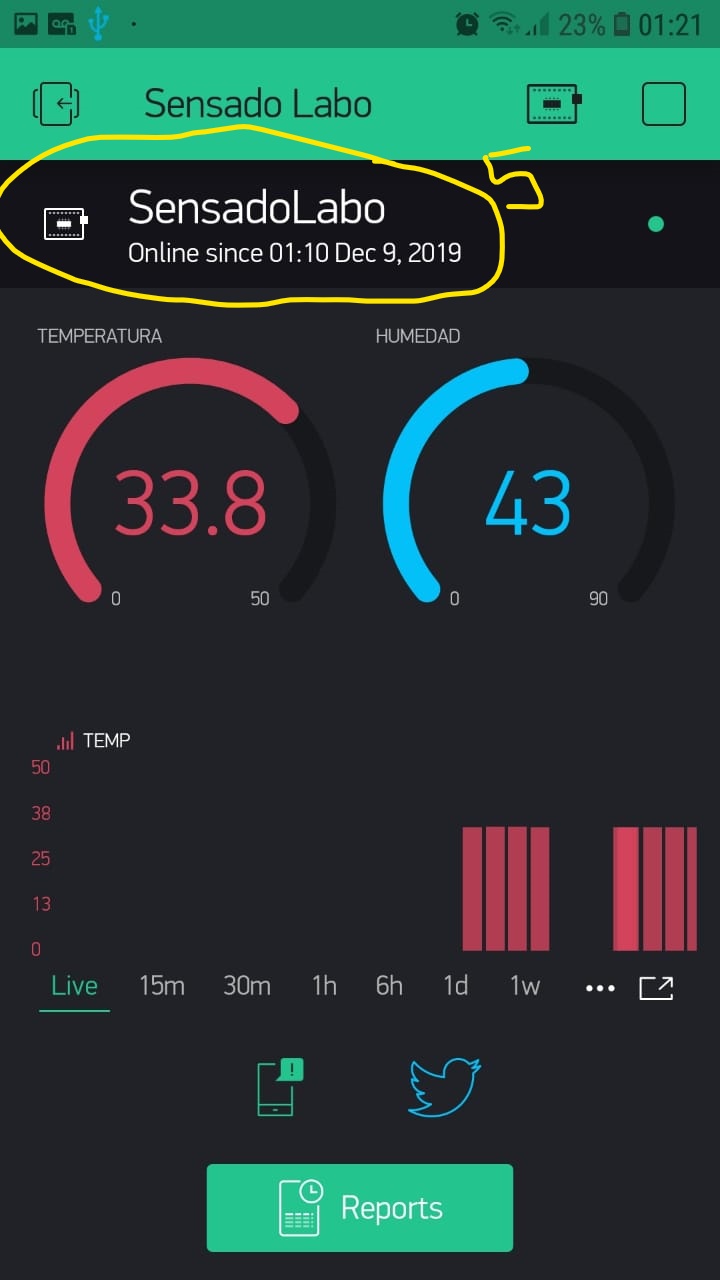 23% 01:21
Sensado Labo
SensadoLabo
Online since 01:10 Dec 9, 2019
TEMPERATURA HUMEDAD
33.8 43
0 50 0 90
TEMP
50
38
25
13
0
Live 15m 30m 1h 6h 1d 1w
Reports